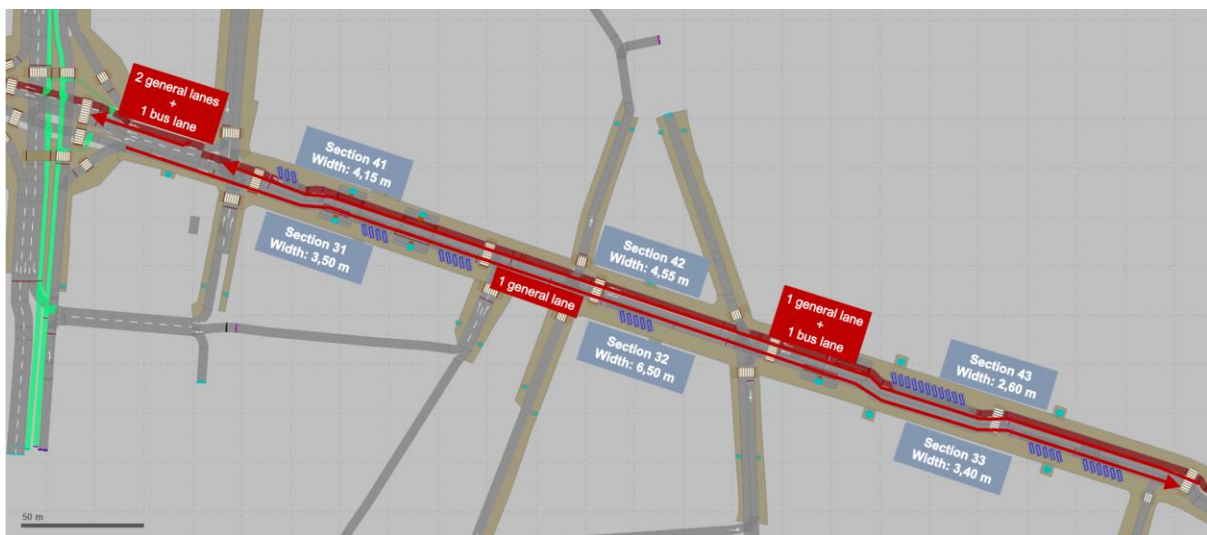 2 general lanes
+
1 bus lane
Section 41
Width: 4,15 m
Section 31
Width: 3,50 m
1 general lane
Section 42
Width: 4,55 m
Section 32
Width: 6,50 m
1 general lane
+
1 bus lane
Section 43
Width: 2,60 m
Section 33
Width: 3,40 m
50 m